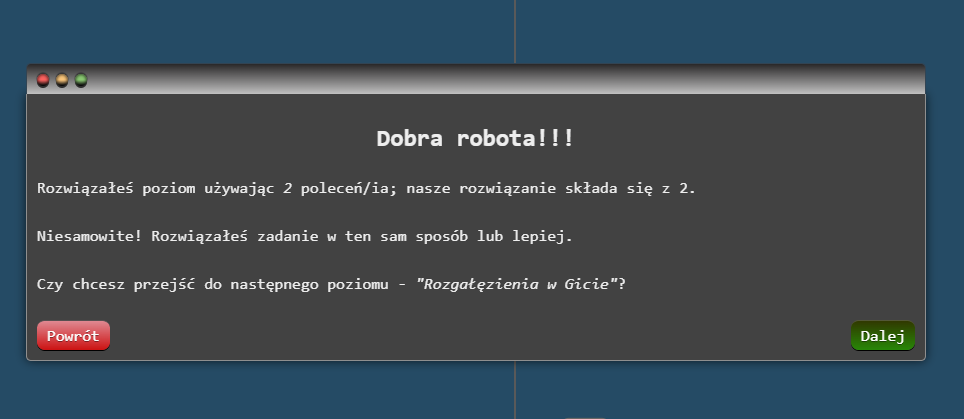 Dobra robota!!!
Rozwiązałeś poziom używając 2 poleceń/ia; nasze rozwiązanie składa się z 2.
Niesamowite! Rozwiązałeś zadanie w ten sam sposób lub lepiej.
Czy chcesz przejść do następnego poziomu - "Rozgałęzienia w Gicie"?
Powrót
Dalej